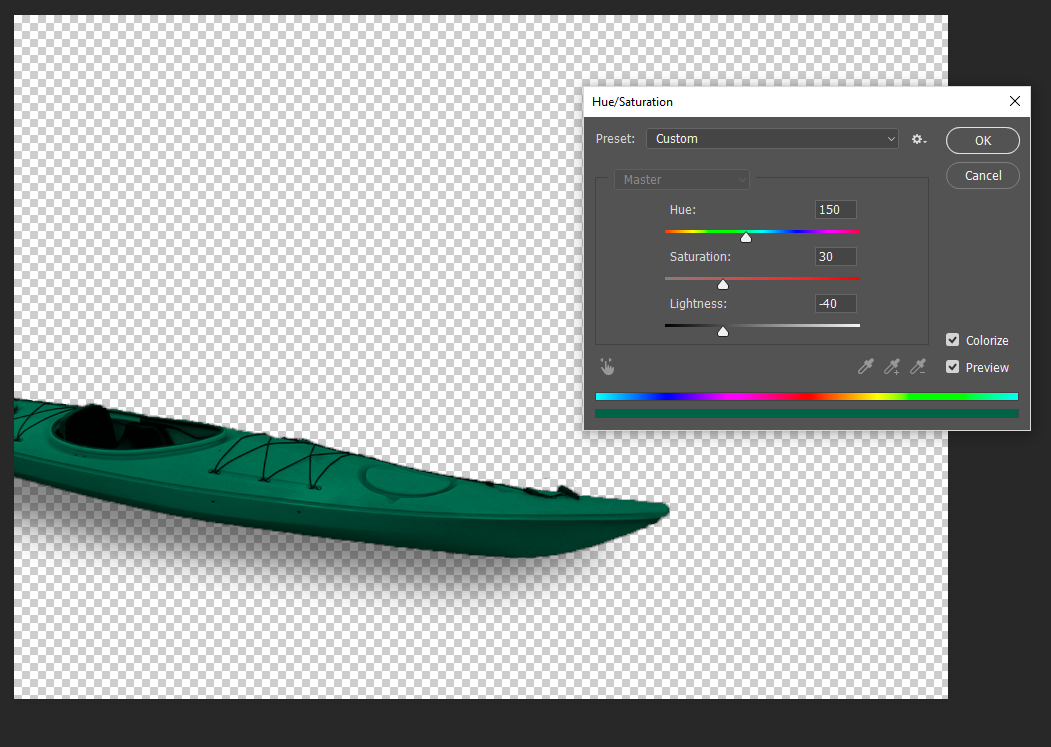 Hue/Saturation
Preset: Custom
OK
Master
Cancel
Hue: 150
Saturation: 30
Lightness: -40
Colorize
Preview